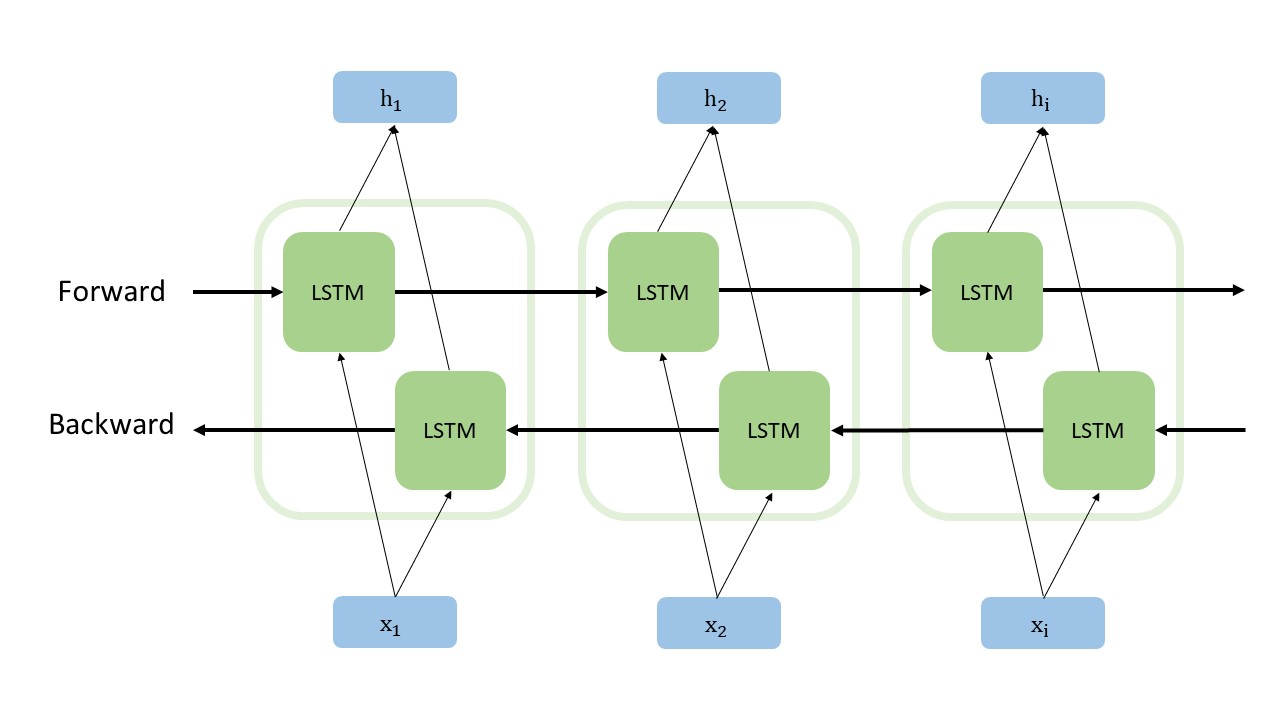 h₁ h₂ hᵢ
Forward LSTM LSTM LSTM
Backward LSTM LSTM LSTM
x₁ x₂ xᵢ